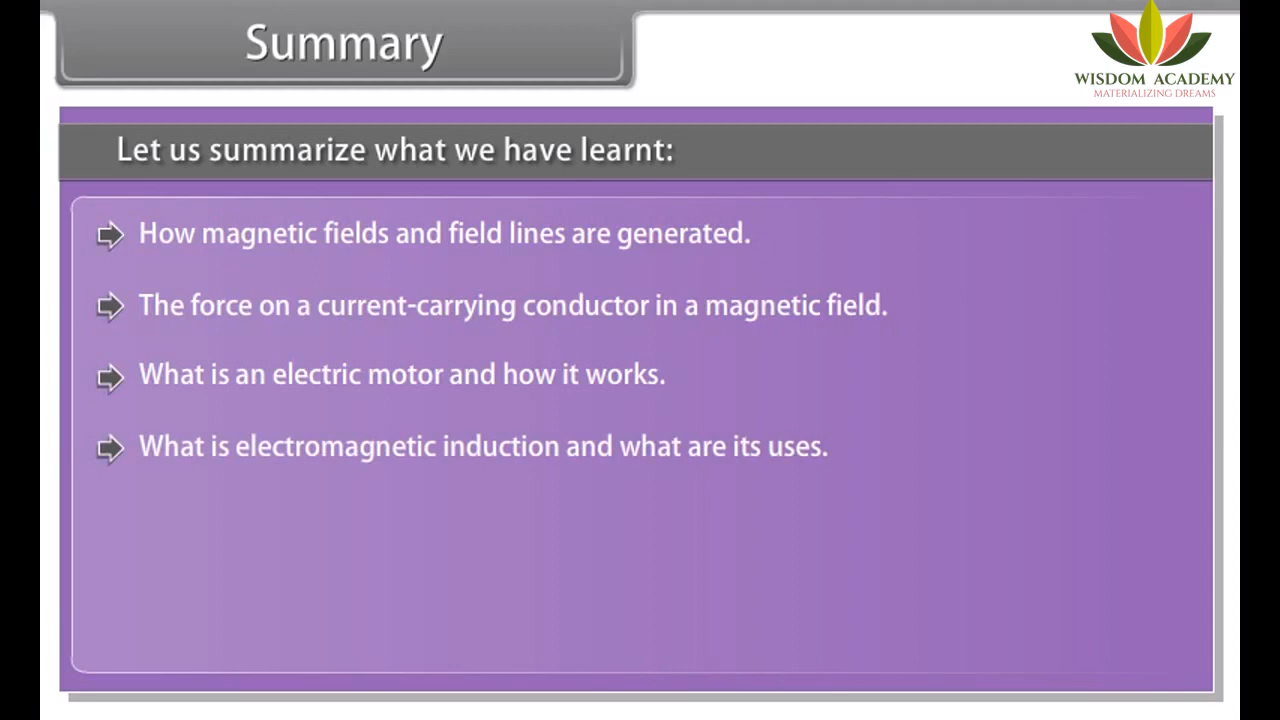 Summary
WISDOM ACADEMY
MATERIALIZING DREAMS
Let us summarize what we have learnt:
How magnetic fields and field lines are generated.
The force on a current-carrying conductor in a magnetic field.
What is an electric motor and how it works.
What is electromagnetic induction and what are its uses.